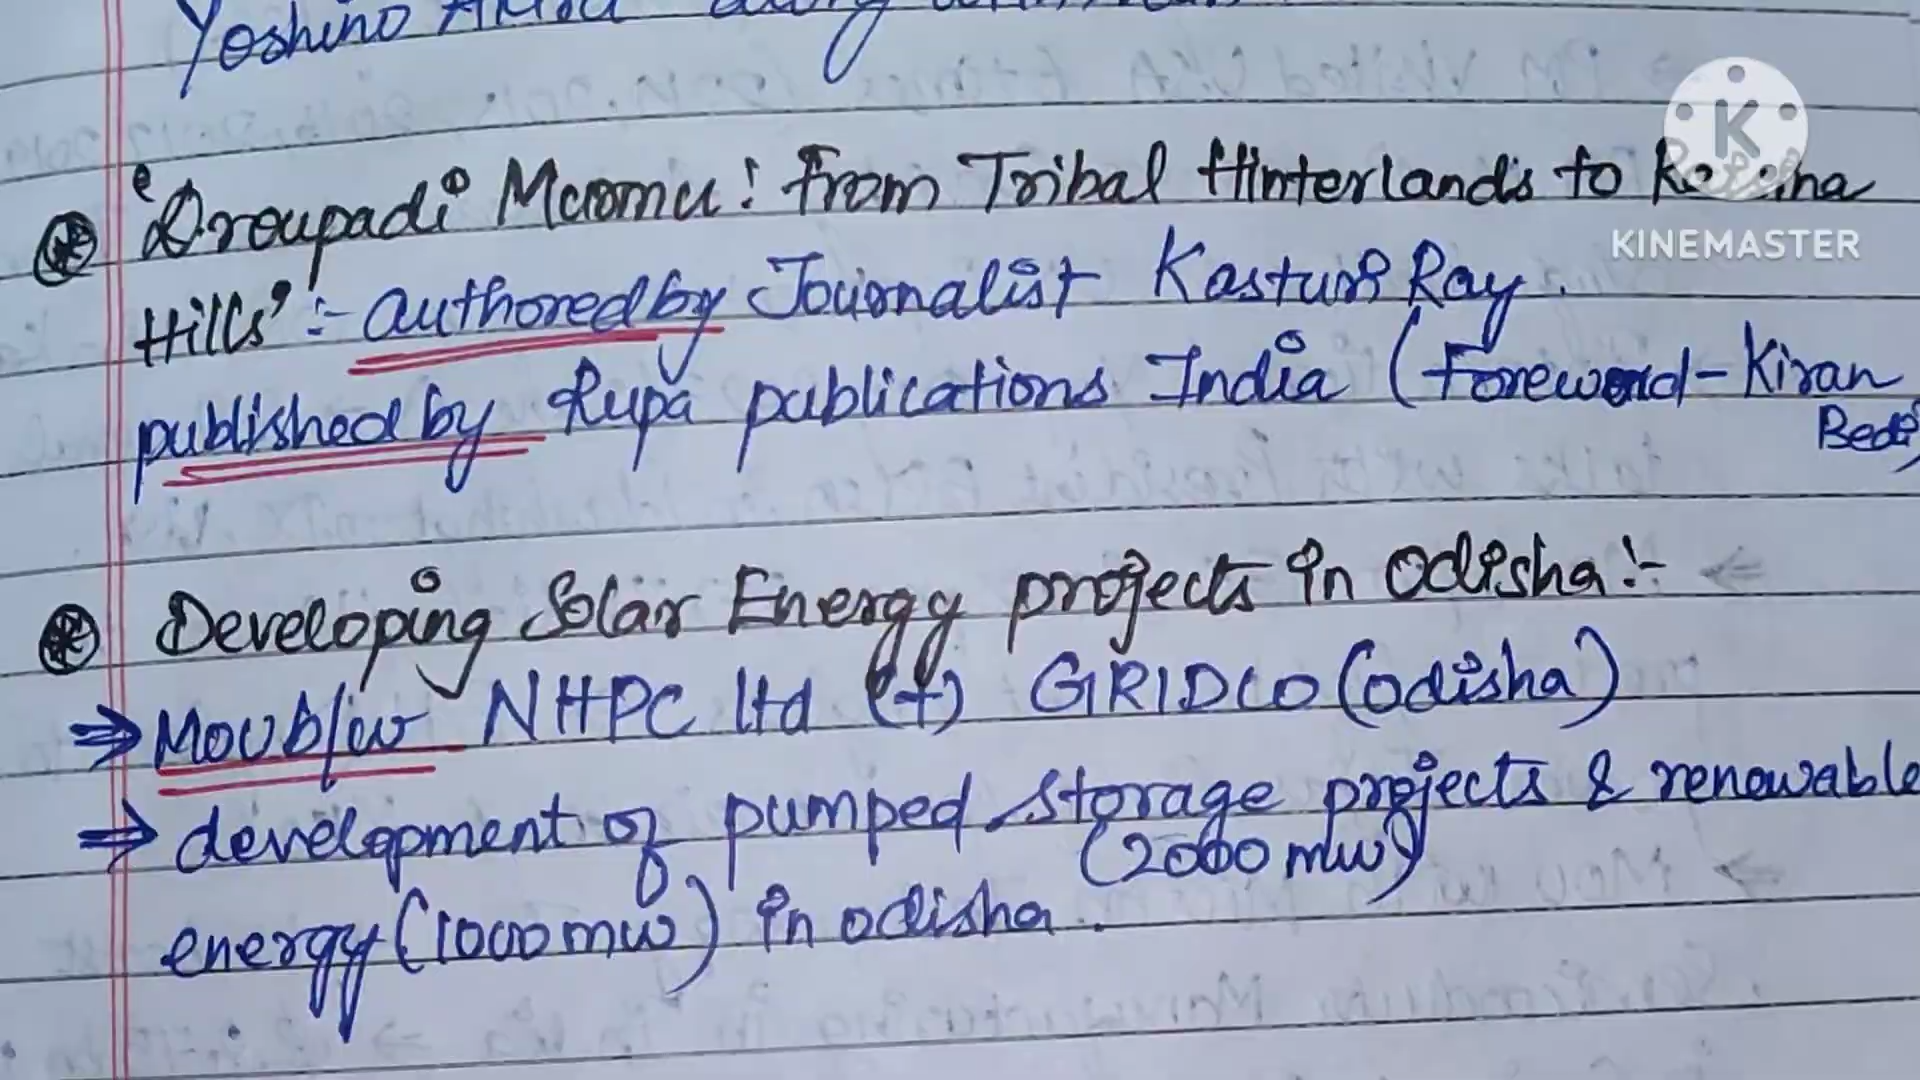 Yoshino
'Droupadi Murmu: From Tribal Hinterlands to
Hills' :- authored by Journalist Kasturi Ray.
published by Rupa publications India (Foreword - Kiran
Bedi)
Developing Solar Energy projects in Odisha :-
⇒ Mou b/w NHPC ltd (+) GRIDCO (Odisha)
⇒ development of pumped storage projects & renewable
(2000 mw)
energy (1000 mw) in odisha.
K
KINEMASTER